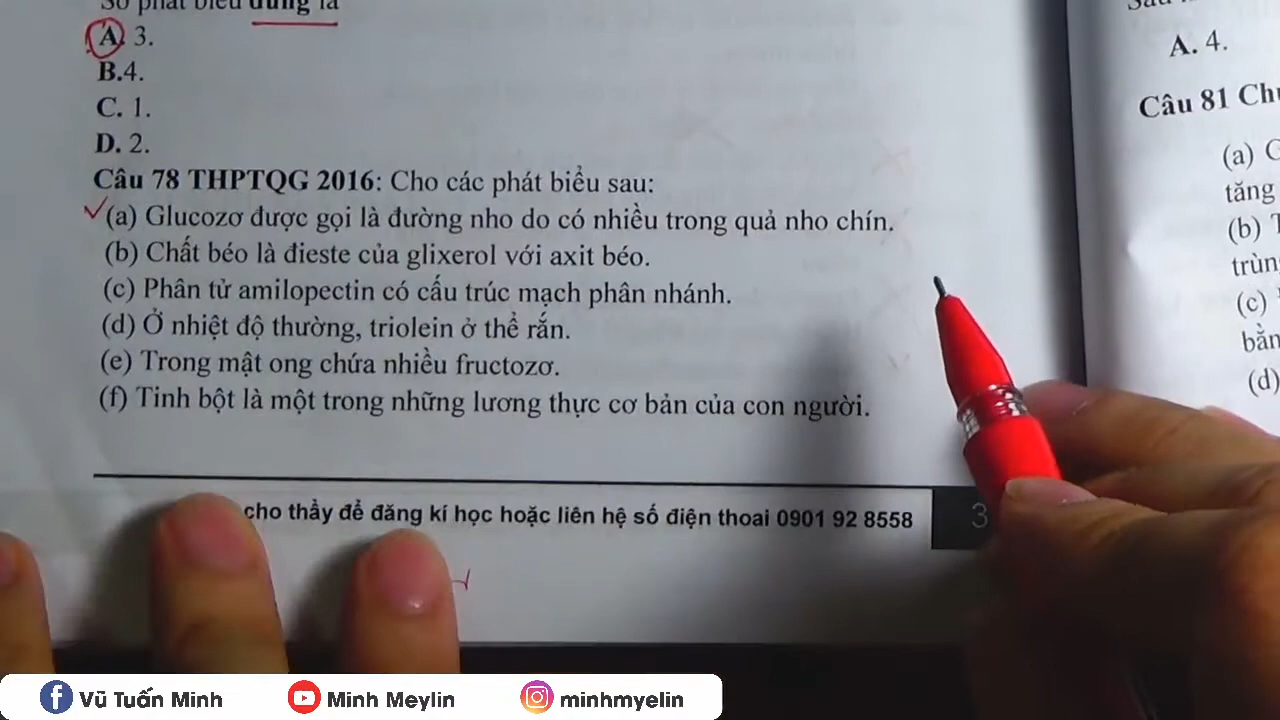 Số phát biểu đúng là
A. 3.
B.4.
C. 1.
D. 2.
Câu 78 THPTQG 2016: Cho các phát biểu sau:
(a) Glucozơ được gọi là đường nho do có nhiều trong quả nho chín.
(b) Chất béo là đieste của glixerol với axit béo.
(c) Phân tử amilopectin có cấu trúc mạch phân nhánh.
(d) Ở nhiệt độ thường, triolein ở thể rắn.
(e) Trong mật ong chứa nhiều fructozơ.
(f) Tinh bột là một trong những lương thực cơ bản của con người.
cho thầy để đăng kí học hoặc liên hệ số điện thoai 0901 92 8558
3
A. 4.
Câu 81
(a)
tăng
(b)
(c)
(d)
Vũ Tuấn Minh
Minh Meylin
minhmyelin